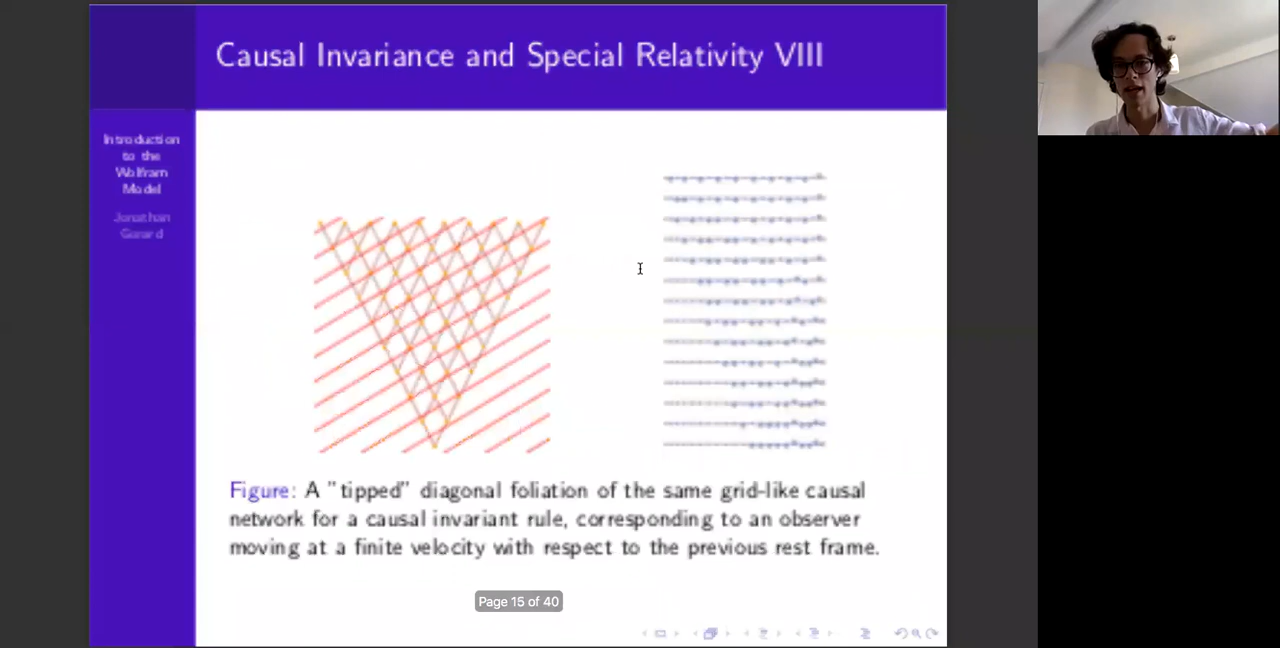 Causal Invariance and Special Relativity VIII
Introduction
to the
Wolfram
Model
Jonathan
Gorard
Figure: A "tipped" diagonal foliation of the same grid-like causal
network for a causal invariant rule, corresponding to an observer
moving at a finite velocity with respect to the previous rest frame.
Page 15 of 40